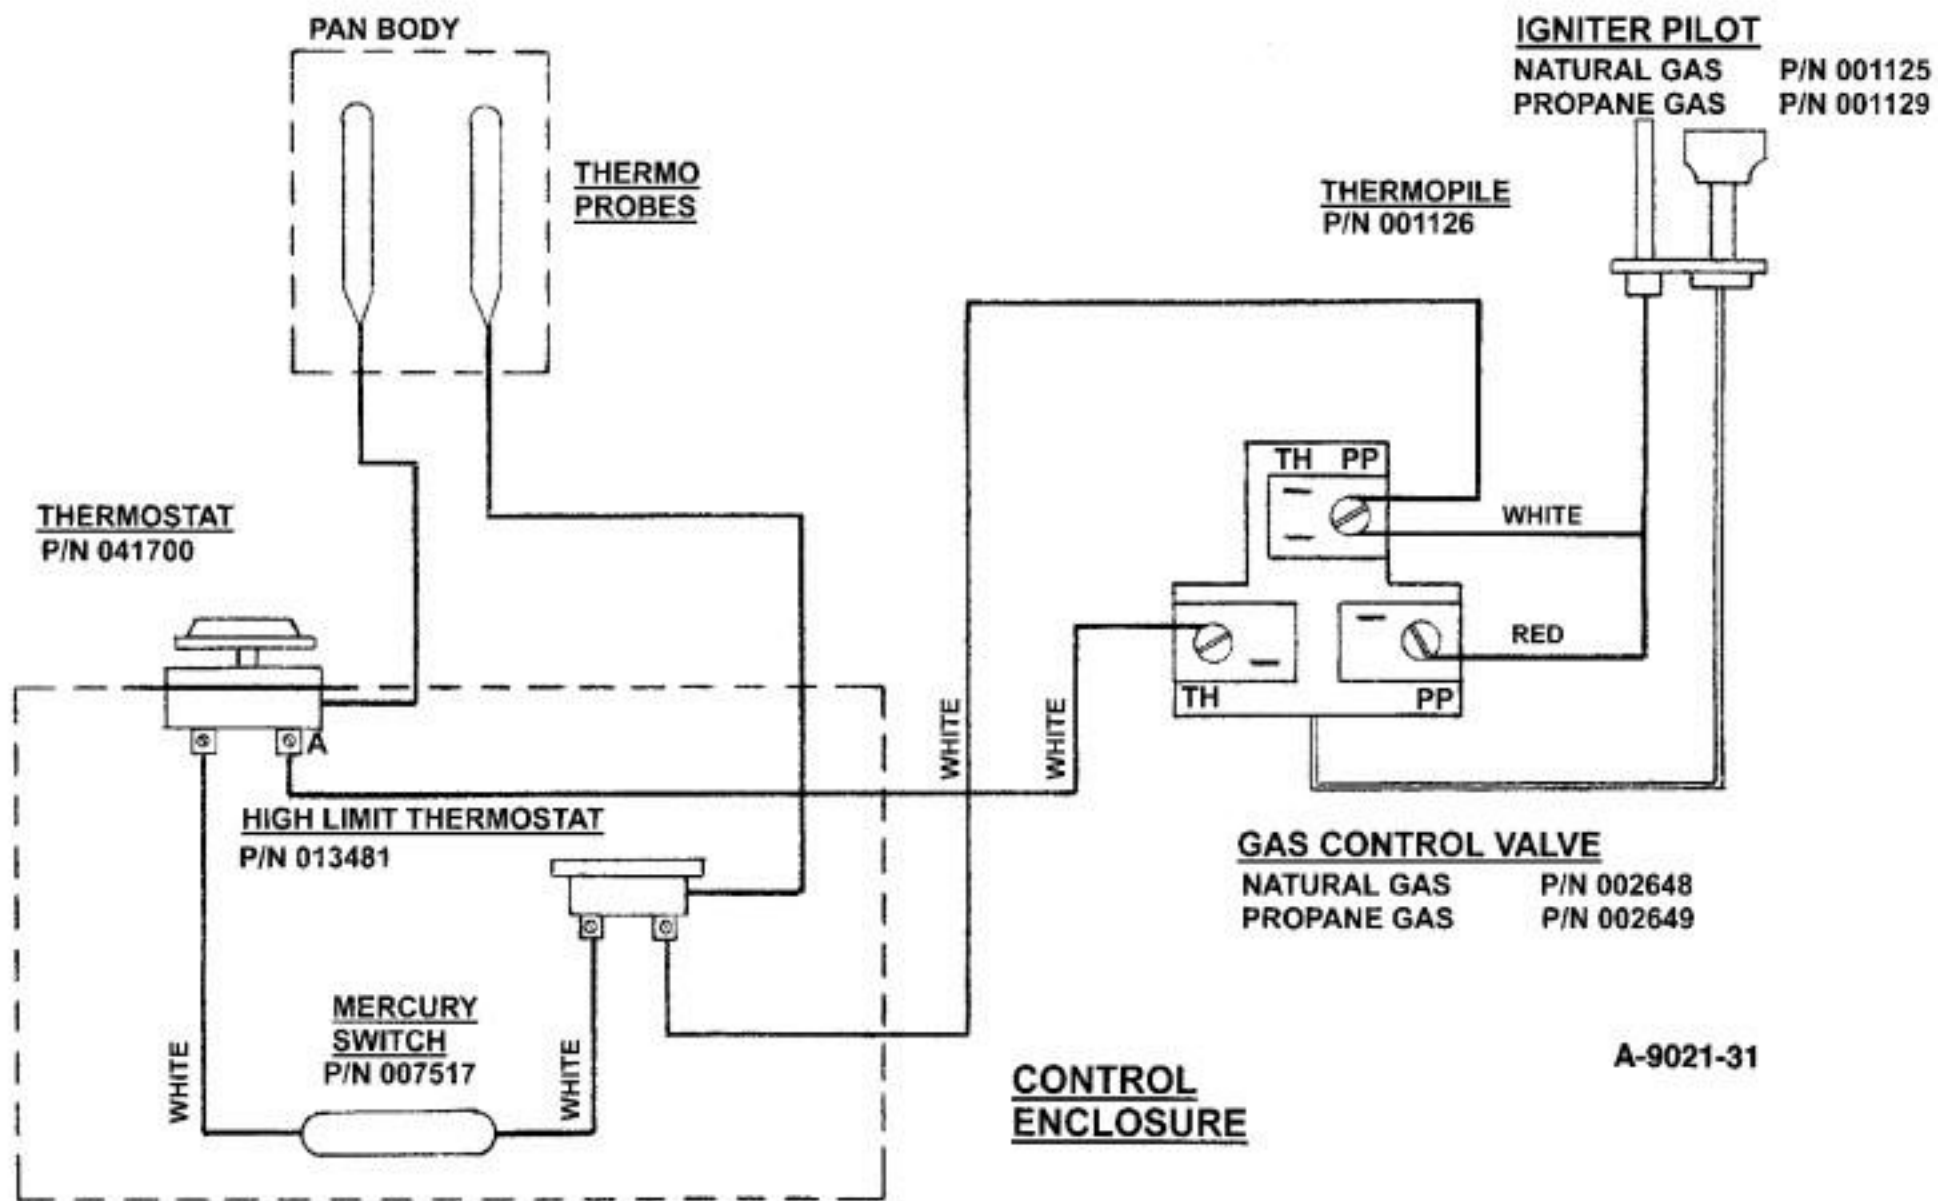 PAN BODY
THERMO
PROBES
IGNITER PILOT
NATURAL GAS P/N 001125
PROPANE GAS P/N 001129
THERMOPILE
P/N 001126
THERMOSTAT
P/N 041700
A
TH PP
WHITE
RED
TH PP
WHITE
WHITE
HIGH LIMIT THERMOSTAT
P/N 013481
GAS CONTROL VALVE
NATURAL GAS P/N 002648
PROPANE GAS P/N 002649
MERCURY
SWITCH
P/N 007517
WHITE
WHITE
CONTROL
ENCLOSURE
A-9021-31